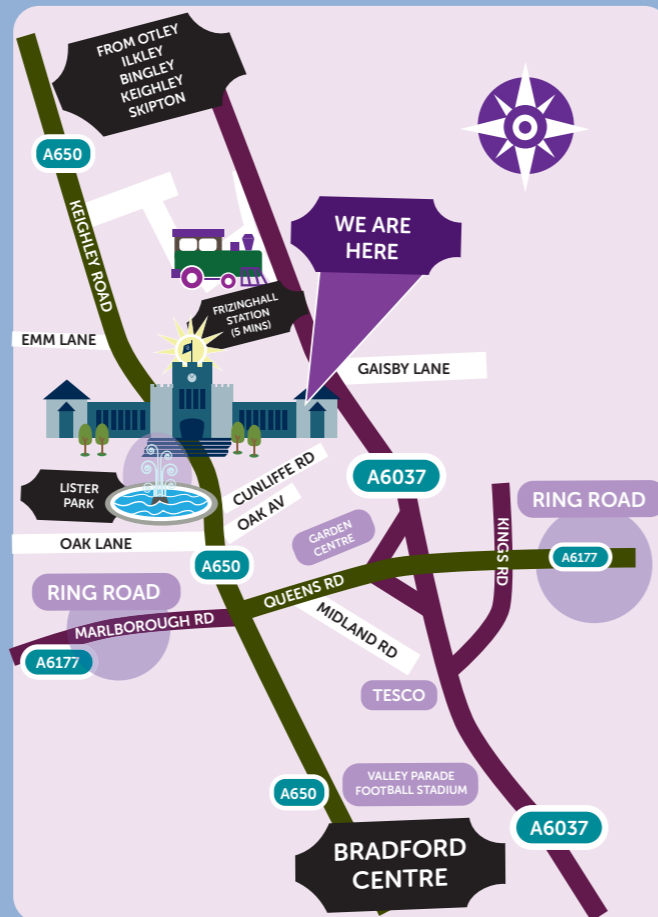 FROM OTLEY
ILKLEY
BINGLEY
KEIGHLEY
SKIPTON
A650
KEIGHLEY ROAD
WE ARE
HERE
FRIZINGHALL
STATION
(5 MINS)
EMM LANE
GAISBY LANE
CUNLIFFE RD
A6037
LISTER
PARK
OAK AV
KINGS RD
RING ROAD
GARDEN
CENTRE
OAK LANE
A650
A6177
RING ROAD
QUEENS RD
MARLBOROUGH RD
MIDLAND RD
A6177
TESCO
A650
VALLEY PARADE
FOOTBALL STADIUM
A6037
BRADFORD
CENTRE